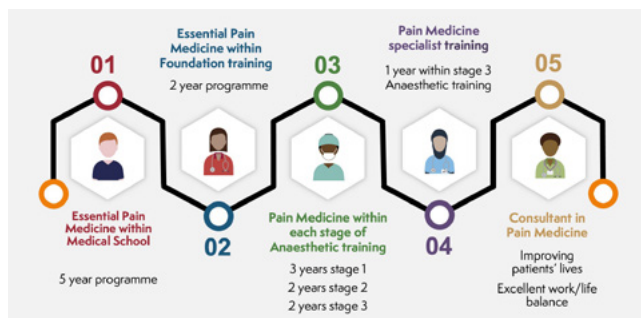 01
Essential Pain
Medicine within
Medical School
5 year programme
Essential Pain
Medicine within
Foundation training
2 year programme
02
03
Pain Medicine within
each stage of
Anaesthetic training
3 years stage 1
2 years stage 2
2 years stage 3
Pain Medicine
specialist training
1 year within stage 3
Anaesthetic training
04
05
Consultant in
Pain Medicine
Improving
patients' lives
Excellent work/life
balance